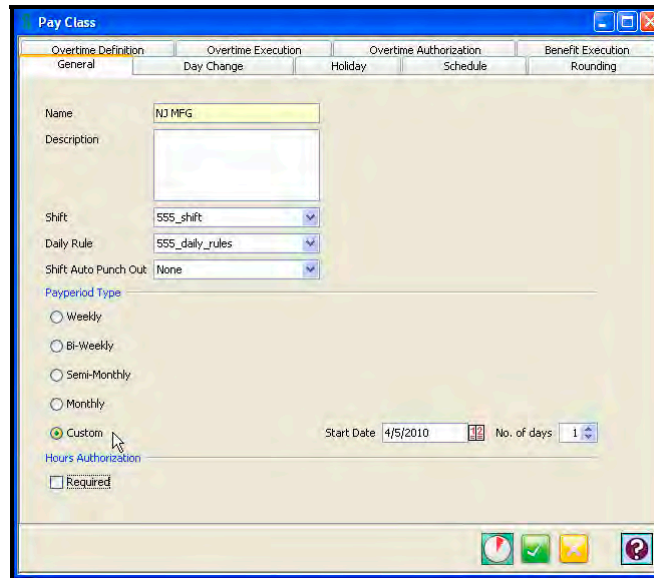 Pay Class
Overtime Definition Overtime Execution Overtime Authorization Benefit Execution
General Day Change Holiday Schedule Rounding
Name NJ MFG
Description
Shift 555_shift
Daily Rule 555_daily_rules
Shift Auto Punch Out None
Payperiod Type
Weekly
Bi-Weekly
Semi-Monthly
Monthly
Custom Start Date 4/5/2010 12 No. of days 1
Hours Authorization
Required
?